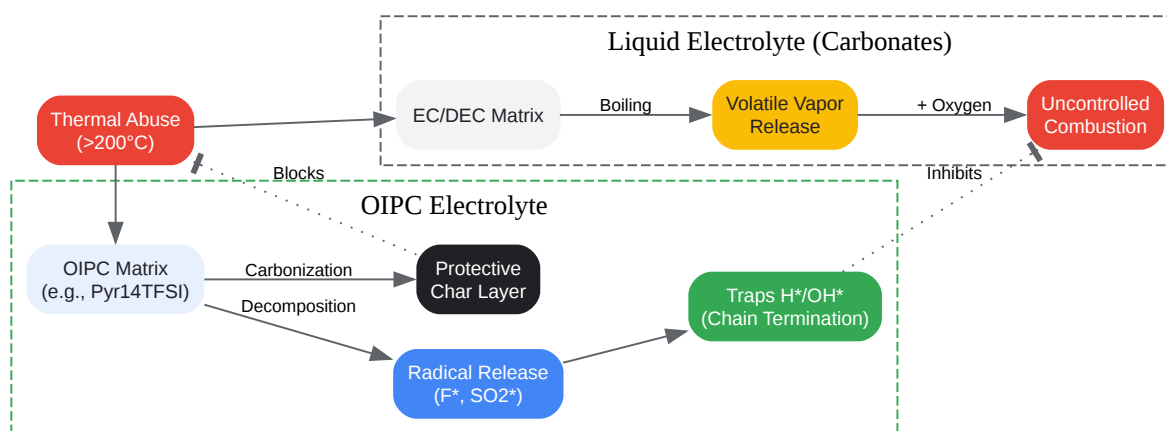 Liquid Electrolyte (Carbonates)
Thermal Abuse
(>200°C)
EC/DEC Matrix
Boiling
Volatile Vapor
Release
+ Oxygen
Uncontrolled
Combustion
Blocks
Inhibits
OIPC Electrolyte
OIPC Matrix
(e.g., Pyr14TFSI)
Carbonization
Protective
Char Layer
Decomposition
Traps H*/OH*
(Chain Termination)
Radical Release
(F*, SO2*)